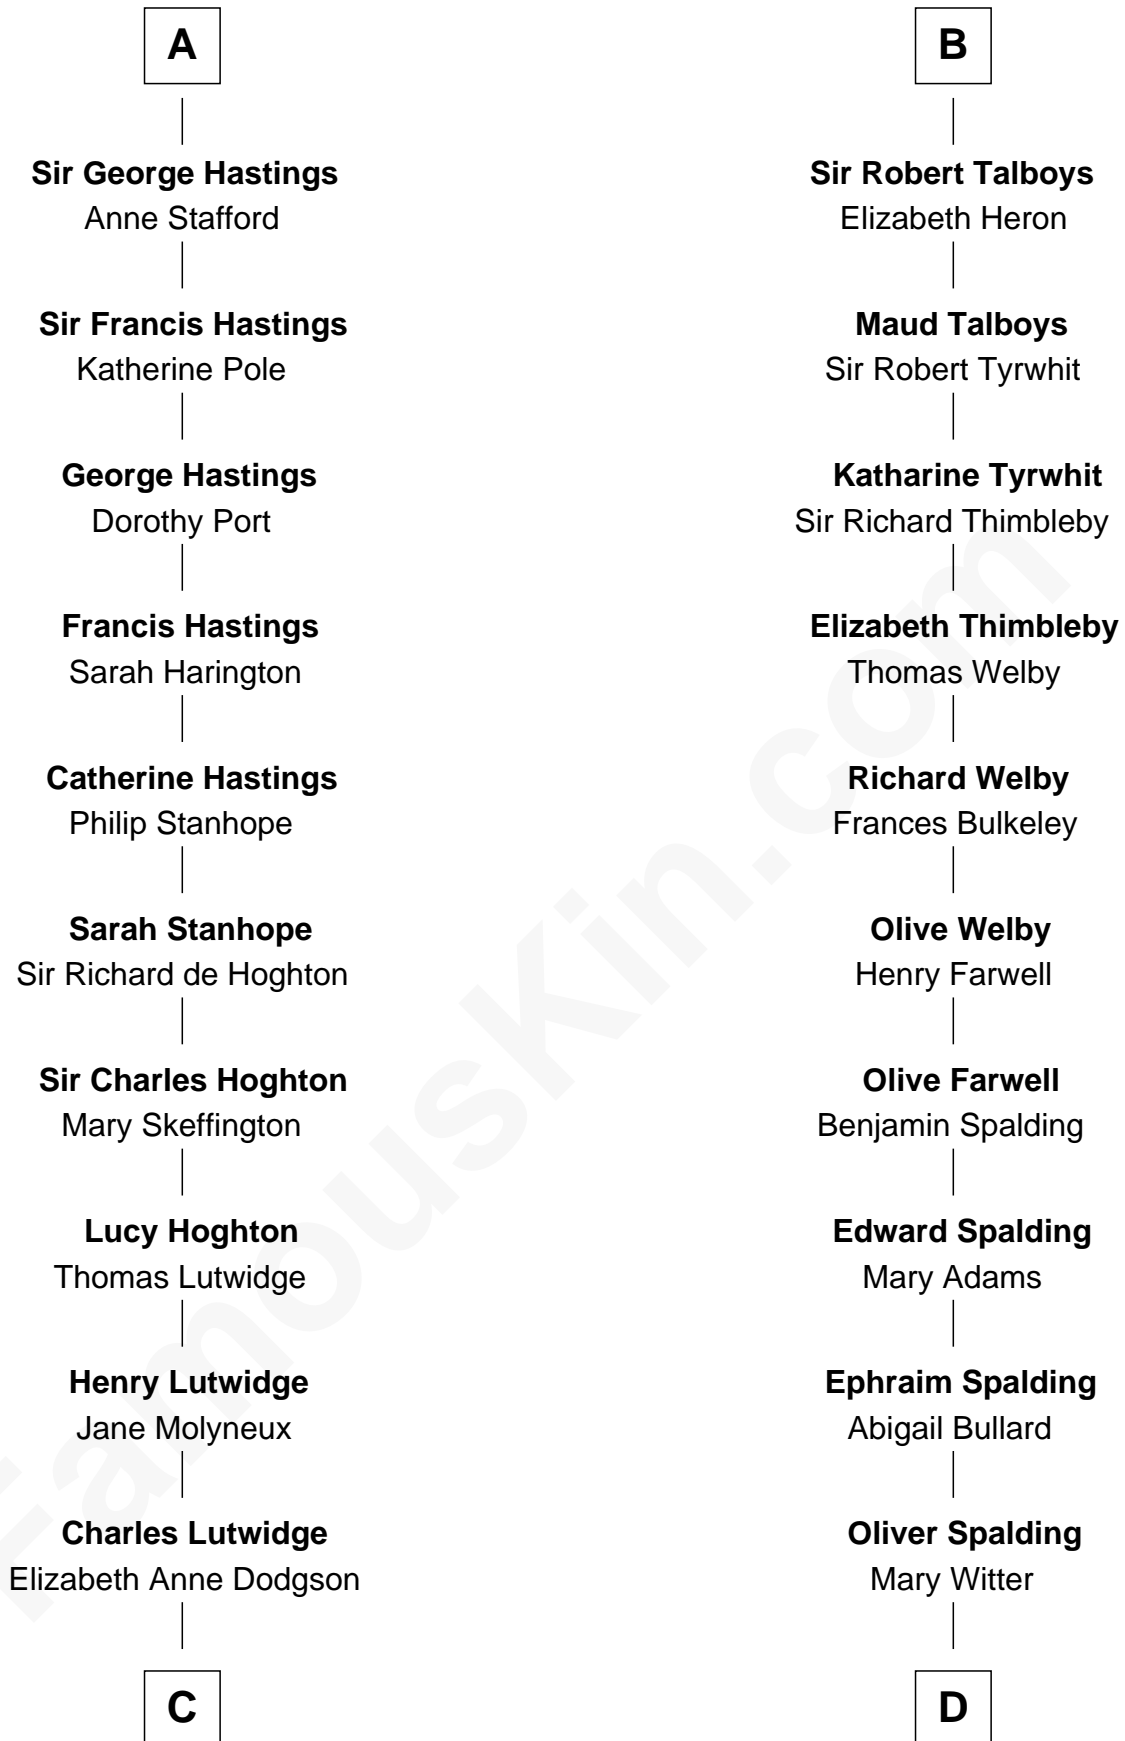 A
Sir George Hastings
Anne Stafford
Sir Francis Hastings
Katherine Pole
George Hastings
Dorothy Port
Francis Hastings
Sarah Harington
Catherine Hastings
Philip Stanhope
Sarah Stanhope
Sir Richard de Hoghton
Sir Charles Hoghton
Mary Skeffington
Lucy Hoghton
Thomas Lutwidge
Henry Lutwidge
Jane Molyneux
Charles Lutwidge
Elizabeth Anne Dodgson
C
B
Sir Robert Talboys
Elizabeth Heron
Maud Talboys
Sir Robert Tyrwhit
Katharine Tyrwhit
Sir Richard Thimbleby
Elizabeth Thimbleby
Thomas Welby
Richard Welby
Frances Bulkeley
Olive Welby
Henry Farwell
Olive Farwell
Benjamin Spalding
Edward Spalding
Mary Adams
Ephraim Spalding
Abigail Bullard
Oliver Spalding
Mary Witter
D
FamousKin.com